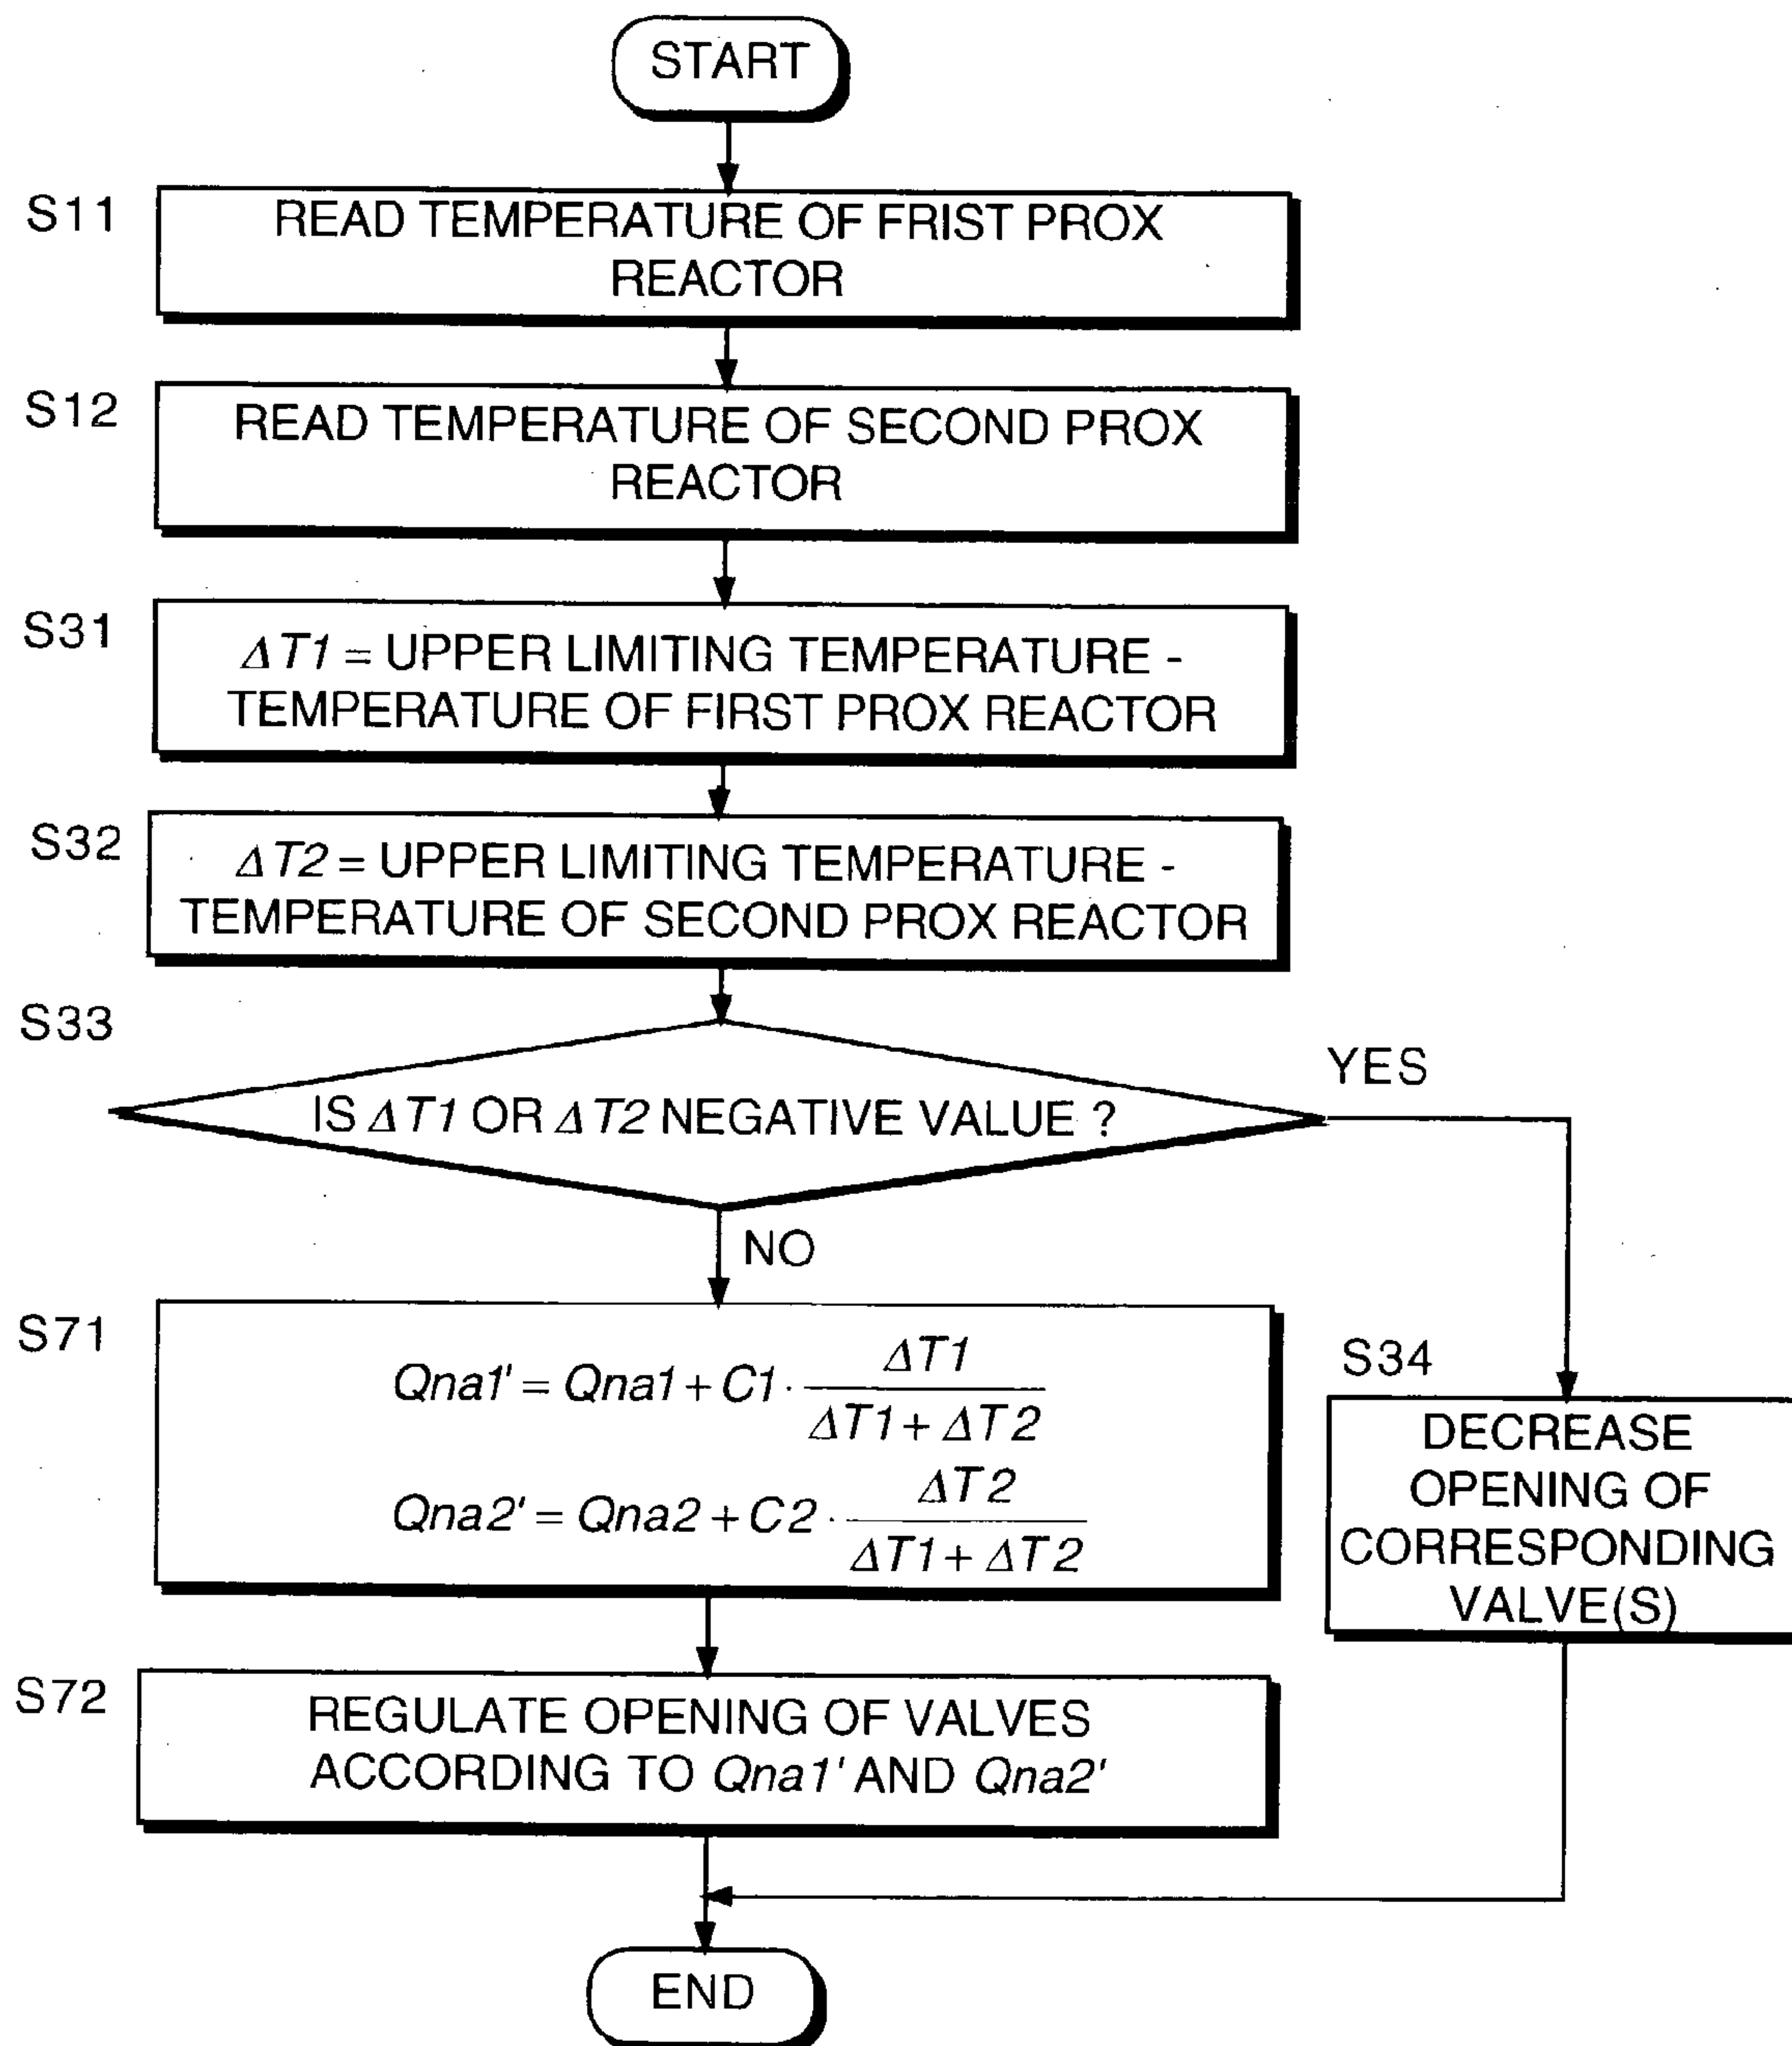 START
S11
READ TEMPERATURE OF FRIST PROX
REACTOR
S12
READ TEMPERATURE OF SECOND PROX
REACTOR
S31
ΔT1 = UPPER LIMITING TEMPERATURE -
TEMPERATURE OF FIRST PROX REACTOR
S32
ΔT2 = UPPER LIMITING TEMPERATURE -
TEMPERATURE OF SECOND PROX REACTOR
S33
IS ΔT1 OR ΔT2 NEGATIVE VALUE ?
YES
NO
S71
Qna1' = Qna1 + C1 · ΔT1 / ΔT1 + ΔT2
Qna2' = Qna2 + C2 · ΔT2 / ΔT1 + ΔT2
S34
DECREASE
OPENING OF
CORRESPONDING
VALVE(S)
S72
REGULATE OPENING OF VALVES
ACCORDING TO Qna1' AND Qna2'
END